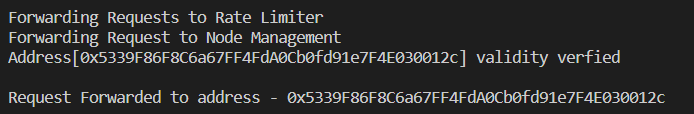 Forwarding Requests to Rate Limiter
Forwarding Request to Node Management
Address[0x5339F86F8C6a67FF4FdA0Cb0fd91e7F4E030012c] validity verfied
Request Forwarded to address - 0x5339F86F8C6a67FF4FdA0Cb0fd91e7F4E030012c